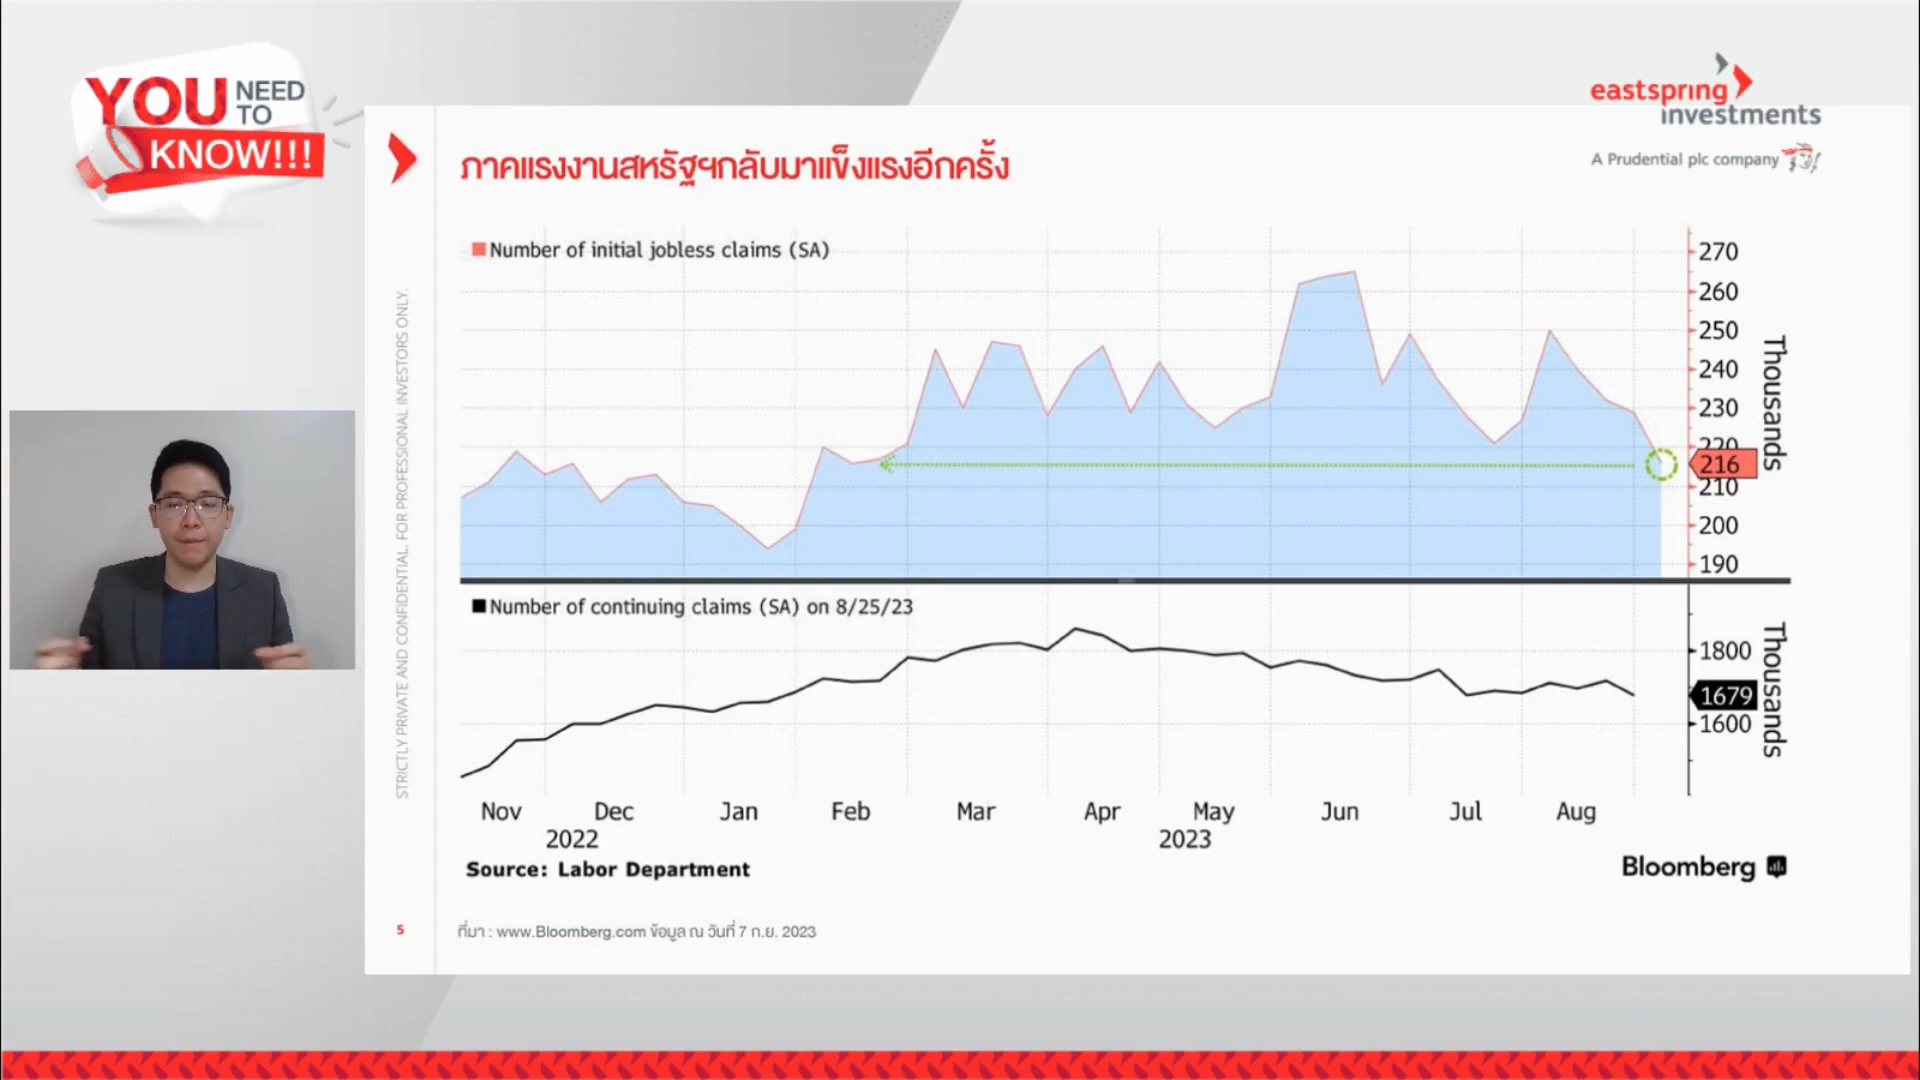 YOU NEED TO
KNOW!!!
eastspring
investments
A Prudential plc company
ภาคแรงงานสหรัฐฯกลับมาแข็งแรงอีกครั้ง
STRICTLY PRIVATE AND CONFIDENTIAL. FOR PROFESSIONAL INVESTORS ONLY.
Number of initial jobless claims (SA)
270
260
250
240
230
220
216
210
200
190
Thousands
Number of continuing claims (SA) on 8/25/23
1800
1679
1600
Thousands
Nov Dec Jan Feb Mar Apr May Jun Jul Aug
2022 2023
Source: Labor Department
Bloomberg
5
ที่มา : www.Bloomberg.com ข้อมูล ณ วันที่ 7 ก.ย. 2023